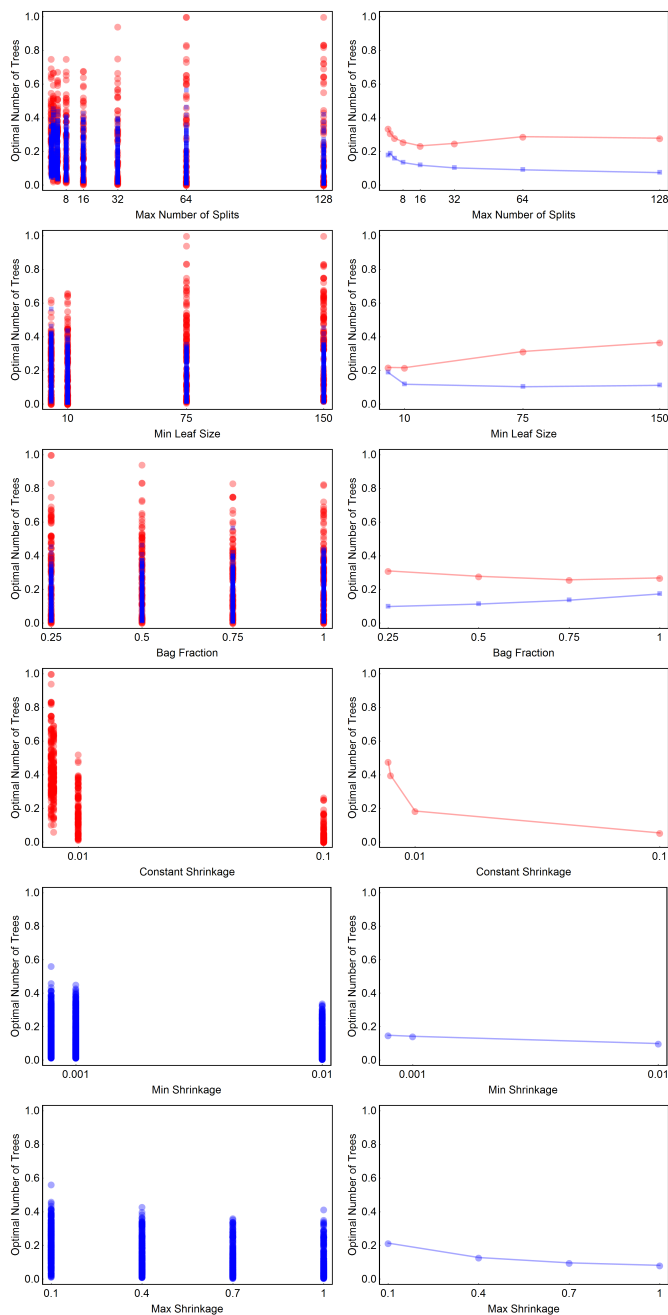 1.0
0.8
0.6
0.4
0.2
0.0
Optimal Number of Trees
8 16 32 64 128
Max Number of Splits
1.0
0.8
0.6
0.4
0.2
0.0
Optimal Number of Trees
8 16 32 64 128
Max Number of Splits
1.0
0.8
0.6
0.4
0.2
0.0
Optimal Number of Trees
10 75 150
Min Leaf Size
1.0
0.8
0.6
0.4
0.2
0.0
Optimal Number of Trees
10 75 150
Min Leaf Size
1.0
0.8
0.6
0.4
0.2
0.0
Optimal Number of Trees
0.25 0.5 0.75 1
Bag Fraction
1.0
0.8
0.6
0.4
0.2
0.0
Optimal Number of Trees
0.25 0.5 0.75 1
Bag Fraction
1.0
0.8
0.6
0.4
0.2
0.0
Optimal Number of Trees
0.01 0.1
Constant Shrinkage
1.0
0.8
0.6
0.4
0.2
0.0
Optimal Number of Trees
0.01 0.1
Constant Shrinkage
1.0
0.8
0.6
0.4
0.2
0.0
Optimal Number of Trees
0.001 0.01
Min Shrinkage
1.0
0.8
0.6
0.4
0.2
0.0
Optimal Number of Trees
0.001 0.01
Min Shrinkage
1.0
0.8
0.6
0.4
0.2
0.0
Optimal Number of Trees
0.1 0.4 0.7 1
Max Shrinkage
1.0
0.8
0.6
0.4
0.2
0.0
Optimal Number of Trees
0.1 0.4 0.7 1
Max Shrinkage